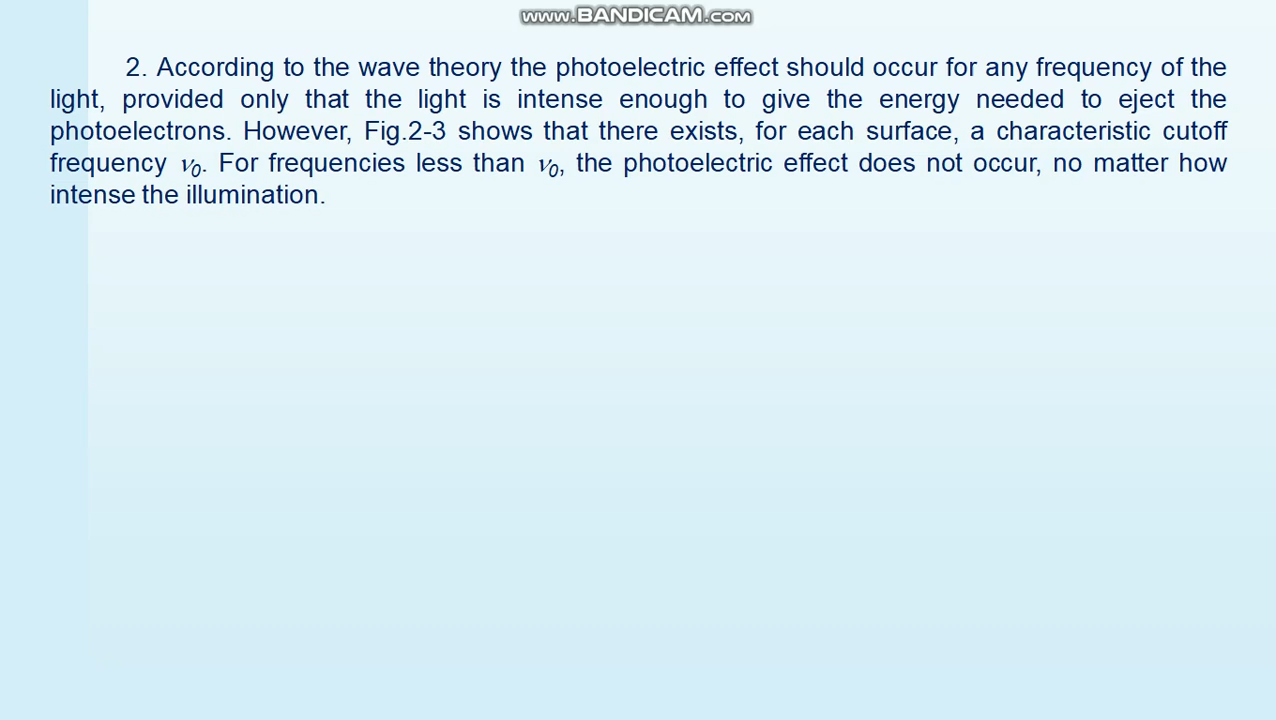 www.BANDICAM.com
2. According to the wave theory the photoelectric effect should occur for any frequency of the
light, provided only that the light is intense enough to give the energy needed to eject the
photoelectrons. However, Fig.2-3 shows that there exists, for each surface, a characteristic cutoff
frequency ν₀. For frequencies less than ν₀, the photoelectric effect does not occur, no matter how
intense the illumination.